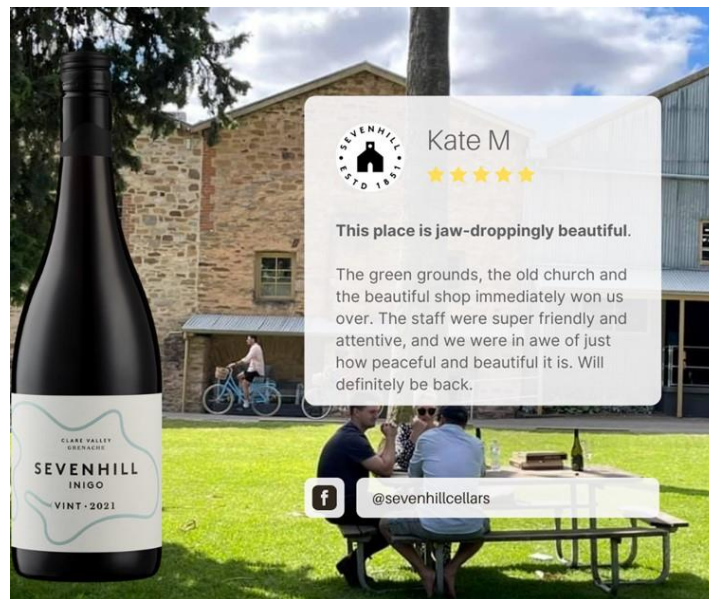 SEVENHILL
ESTD 1851
Kate M
This place is jaw-droppingly beautiful.
The green grounds, the old church and
the beautiful shop immediately won us
over. The staff were super friendly and
attentive, and we were in awe of just
how peaceful and beautiful it is. Will
definitely be back.
CLARE VALLEY
GRENACHE
SEVENHILL
INIGO
VINT · 2021
f
@sevenhillcellars